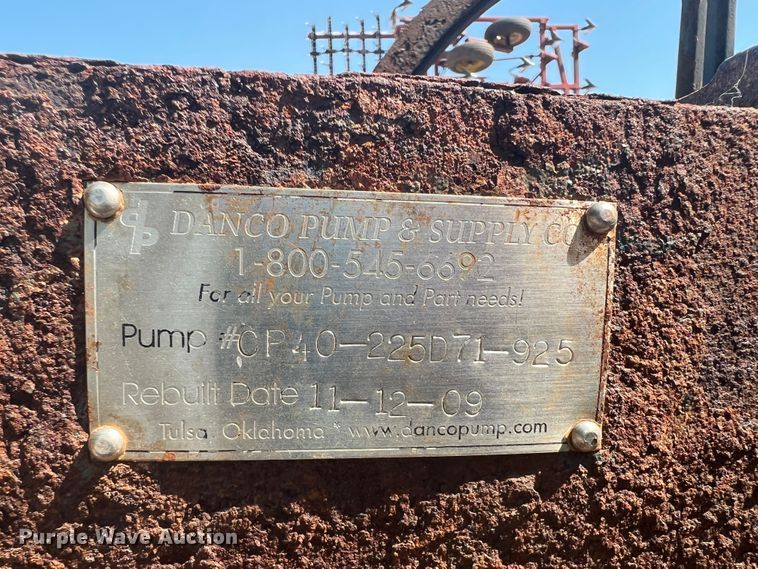 DANCO PUMP & SUPPLY CO
1-800-545-6692
For all your Pump and Part needs!
Pump # CP40-225D71-925
Rebuilt Date 11-12-09
Tulsa, Oklahoma * www.dancopump.com
Purple Wave Auction